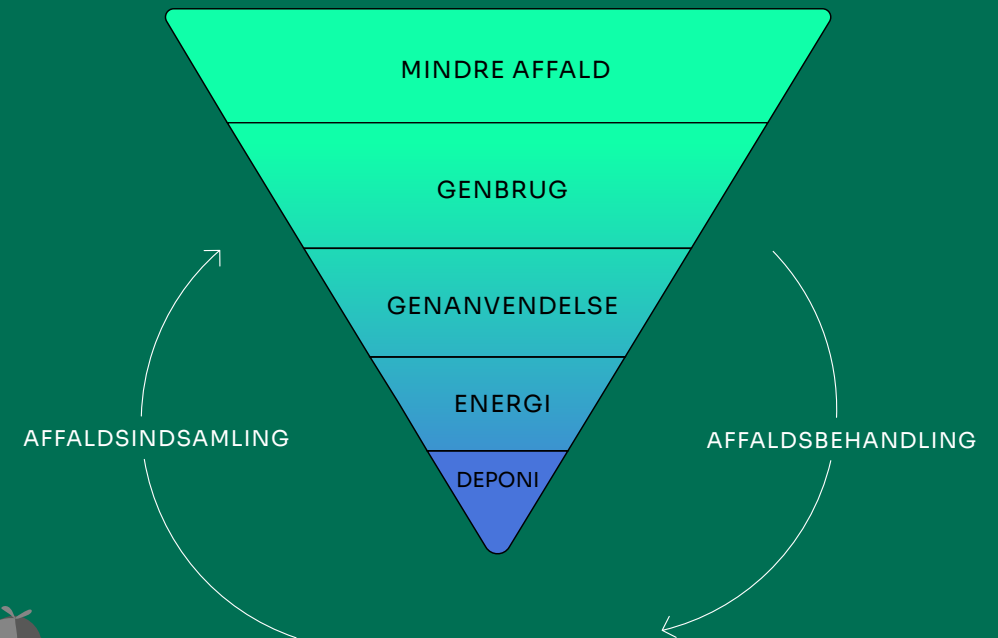 MINDRE AFFALD
GENBRUG
GENANVENDELSE
ENERGI
AFFALDSINDSAMLING
AFFALDSBEHANDLING
DEPONI